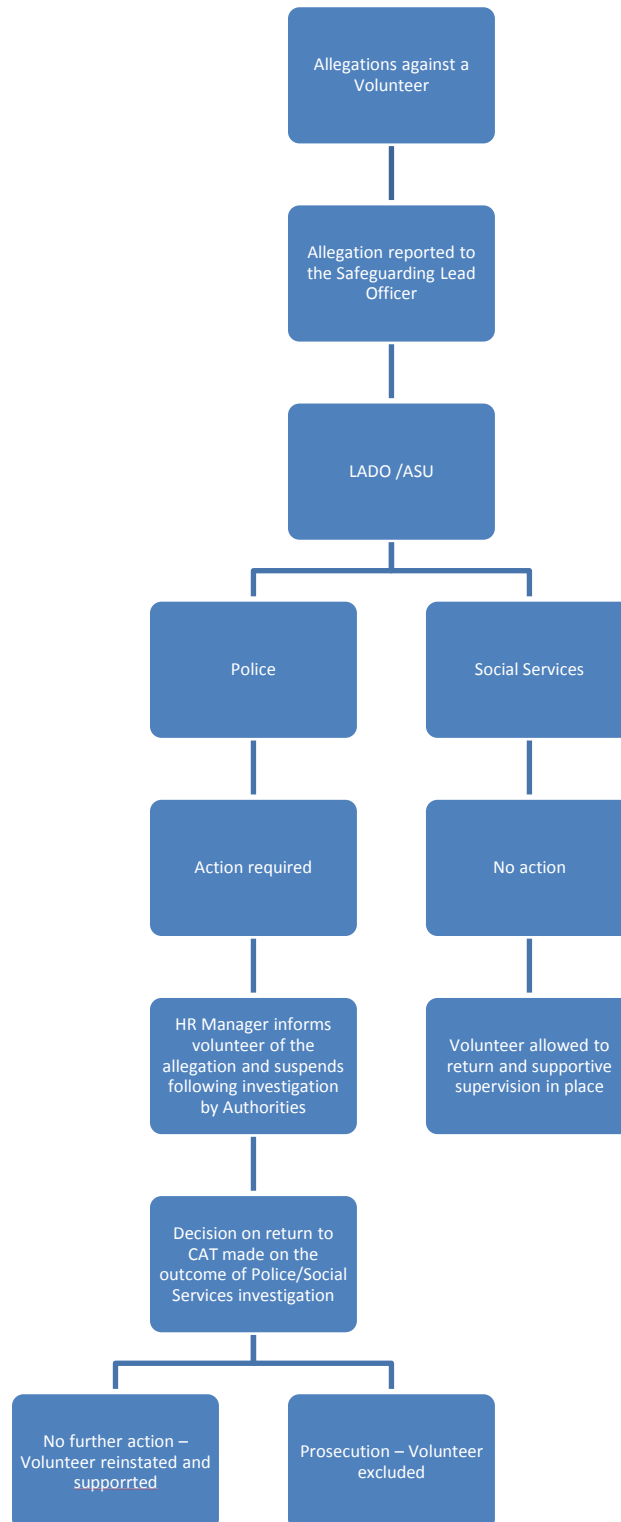 Allegations against a
Volunteer
Allegation reported to
the Safeguarding Lead
Officer
LADO /ASU
Police
Social Services
Action required
No action
HR Manager informs
volunteer of the
allegation and suspends
following investigation
by Authorities
Volunteer allowed to
return and supportive
supervision in place
Decision on return to
CAT made on the
outcome of Police/Social
Services investigation
No further action –
Volunteer reinstated and
supporrted
Prosecution – Volunteer
excluded